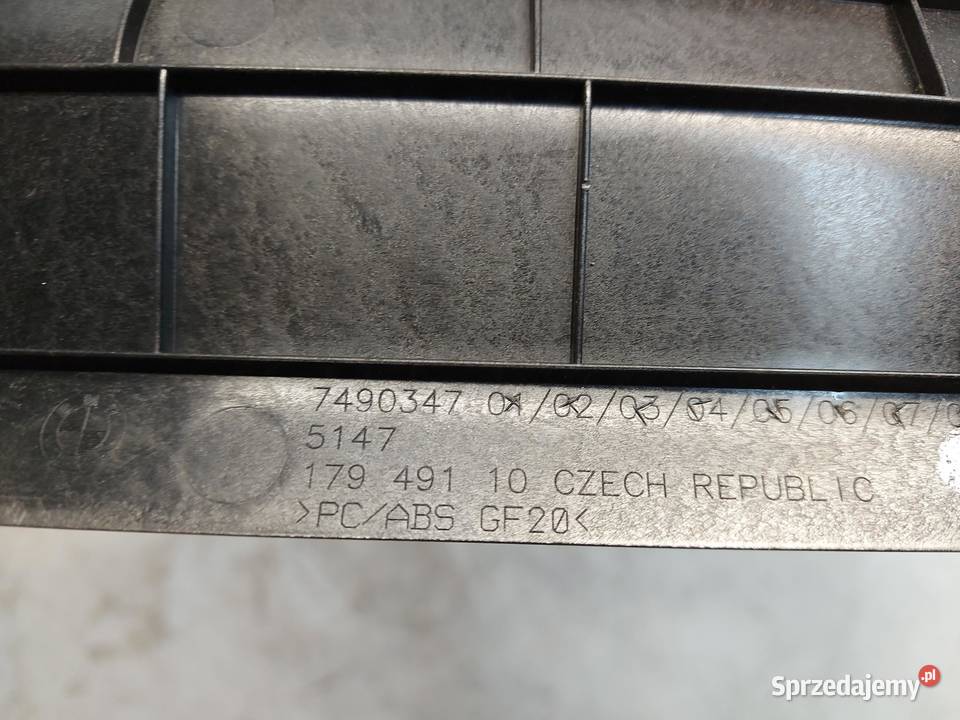 7490347 01/02/03/04/05/06/07/0
5147
179 491 10 CZECH REPUBLIC
>PC/ABS GF20<
Sprzedajemy.pl